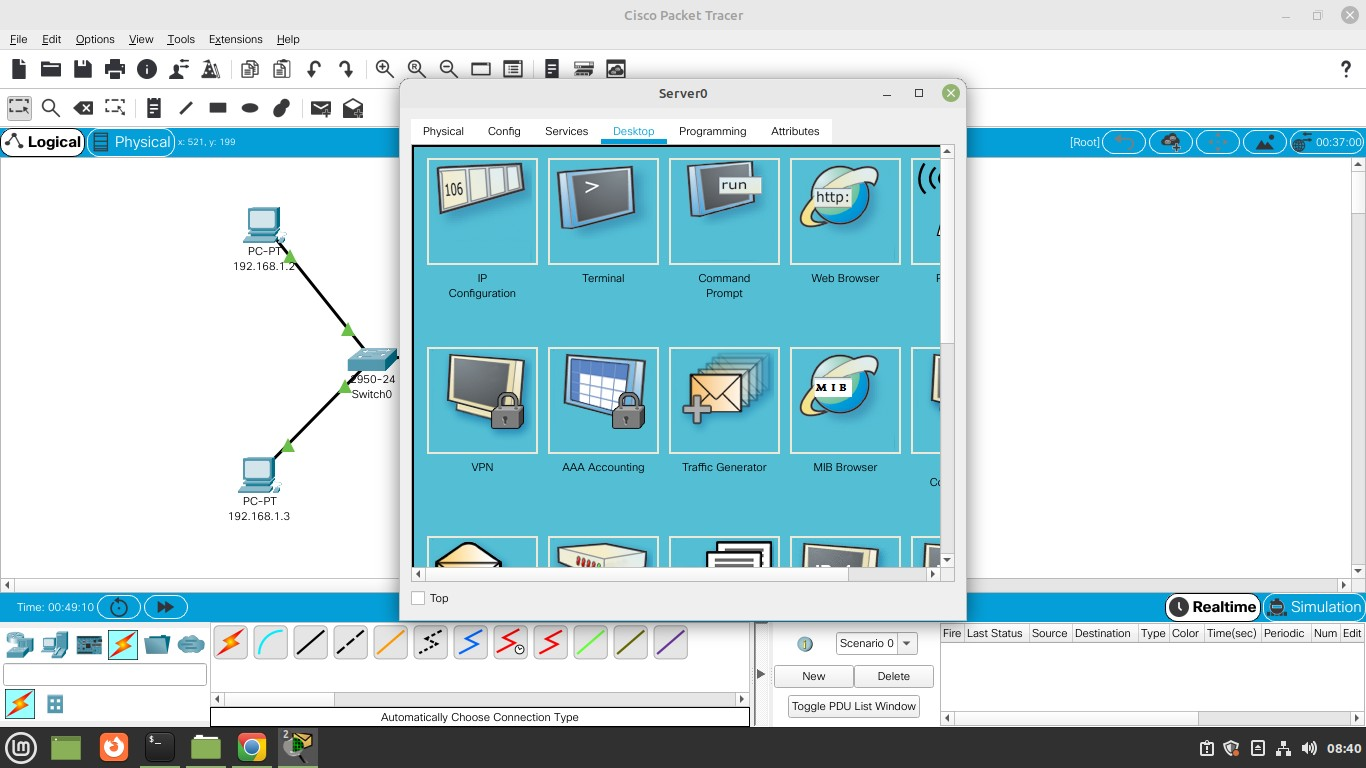 Cisco Packet Tracer
File Edit Options View Tools Extensions Help
?
Server0
Physical Config Services Desktop Programming Attributes
Logical Physical x: 521, y: 199
[Root] 00:37:00
106
>
run
http:
IP
Configuration
Terminal
Command
Prompt
Web Browser
VPN
AAA Accounting
Traffic Generator
MIB
MIB Browser
PC-PT
192.168.1.2
2950-24
Switch0
PC-PT
192.168.1.3
Top
Time: 00:49:10
Realtime Simulation
Scenario 0
New Delete
Toggle PDU List Window
Fire Last Status Source Destination Type Color Time(sec) Periodic Num Edit
Automatically Choose Connection Type
2
08:40